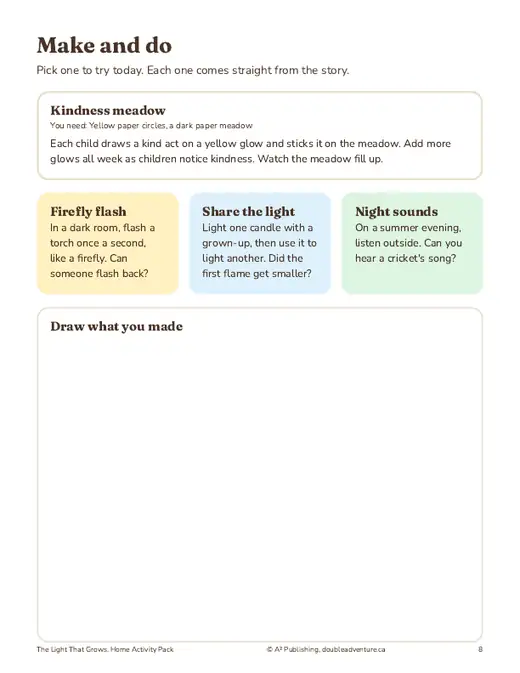 Make and do
Pick one to try today. Each one comes straight from the story.
Kindness meadow
You need: Yellow paper circles, a dark paper meadow
Each child draws a kind act on a yellow glow and sticks it on the meadow. Add more
glows all week as children notice kindness. Watch the meadow fill up.
Firefly flash
In a dark room, flash a
torch once a second,
like a firefly. Can
someone flash back?
Share the light
Light one candle with a
grown-up, then use it to
light another. Did the
first flame get smaller?
Night sounds
On a summer evening,
listen outside. Can you
hear a cricket's song?
Draw what you made
The Light That Grows. Home Activity Pack
© A² Publishing, doubleadventure.ca
8